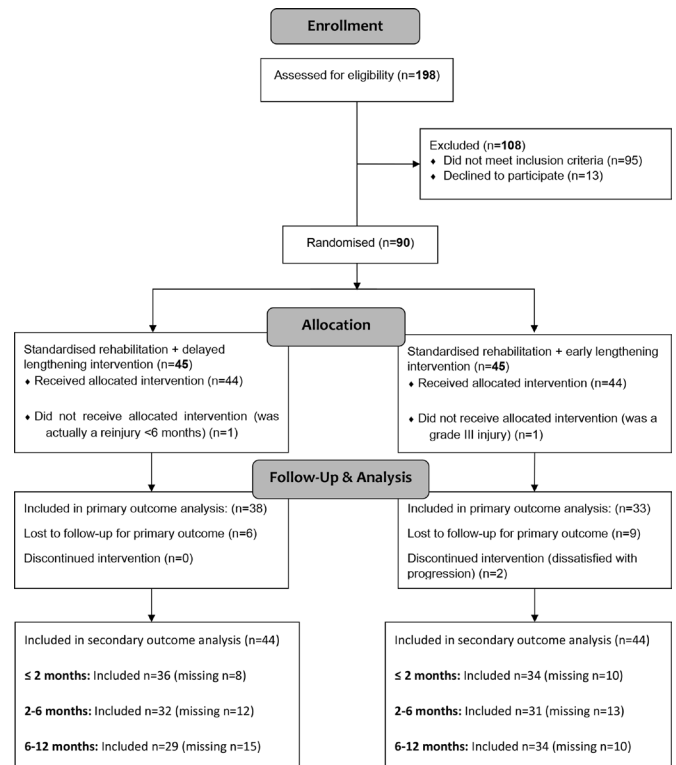 Enrollment
Assessed for eligibility (n=198)
Excluded (n=108)
♦ Did not meet inclusion criteria (n=95)
♦ Declined to participate (n=13)
Randomised (n=90)
Allocation
Standardised rehabilitation + delayed
lengthening intervention (n=45)
♦ Received allocated intervention (n=44)
♦ Did not receive allocated intervention (was
actually a reinjury <6 months) (n=1)
Standardised rehabilitation + early lengthening
intervention (n=45)
♦ Received allocated intervention (n=44)
♦ Did not receive allocated intervention (was a
grade III injury) (n=1)
Follow-Up & Analysis
Included in primary outcome analysis: (n=38)
Lost to follow-up for primary outcome (n=6)
Discontinued intervention (n=0)
Included in primary outcome analysis: (n=33)
Lost to follow-up for primary outcome (n=9)
Discontinued intervention (dissatisfied with
progression) (n=2)
Included in secondary outcome analysis (n=44)
≤ 2 months: Included n=36 (missing n=8)
2-6 months: Included n=32 (missing n=12)
6-12 months: Included n=29 (missing n=15)
Included in secondary outcome analysis (n=44)
≤ 2 months: Included n=34 (missing n=10)
2-6 months: Included n=31 (missing n=13)
6-12 months: Included n=34 (missing n=10)